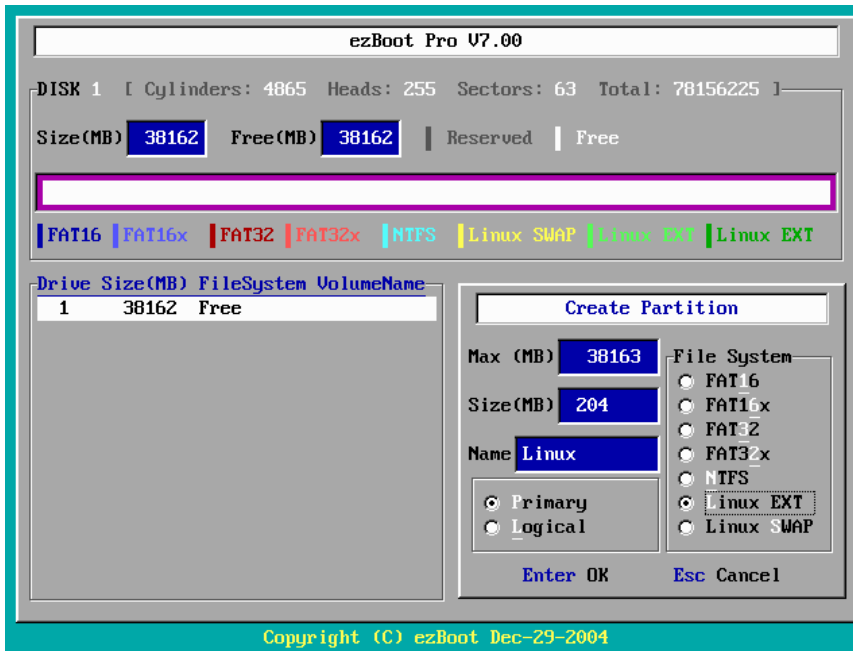 ezBoot Pro V7.00
DISK 1 [ Cylinders: 4865 Heads: 255 Sectors: 63 Total: 78156225 ]
Size(MB) 38162 Free(MB) 38162 Reserved Free
FAT16 FAT16x FAT32 FAT32x NTFS Linux SWAP Linux EXT Linux EXT
Drive Size(MB) FileSystem VolumeName
1 38162 Free
Create Partition
Max (MB) 38163
Size(MB) 204
Name Linux
Primary
Logical
File System
FAT16
FAT16x
FAT32
FAT32x
NTFS
Linux EXT
Linux SWAP
Enter OK Esc Cancel
Copyright (C) ezBoot Dec-29-2004